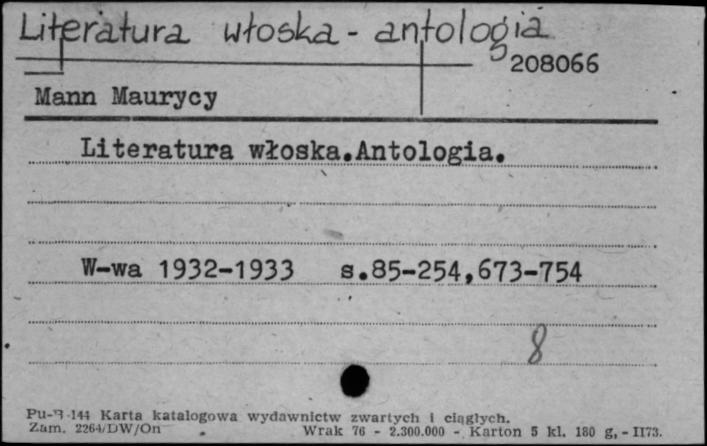 Literatura włoska - antologia
208066
Mann Maurycy
Literatura włoska.Antologia.
W-wa 1932-1933 s.85-254,673-754
8
Pu-B-144 Karta katalogowa wydawnictw zwartych i ciągłych.
Zam. 2264/DW/On Wrak 76 - 2.300.000 - Karton 5 kl. 180 g, - II73.